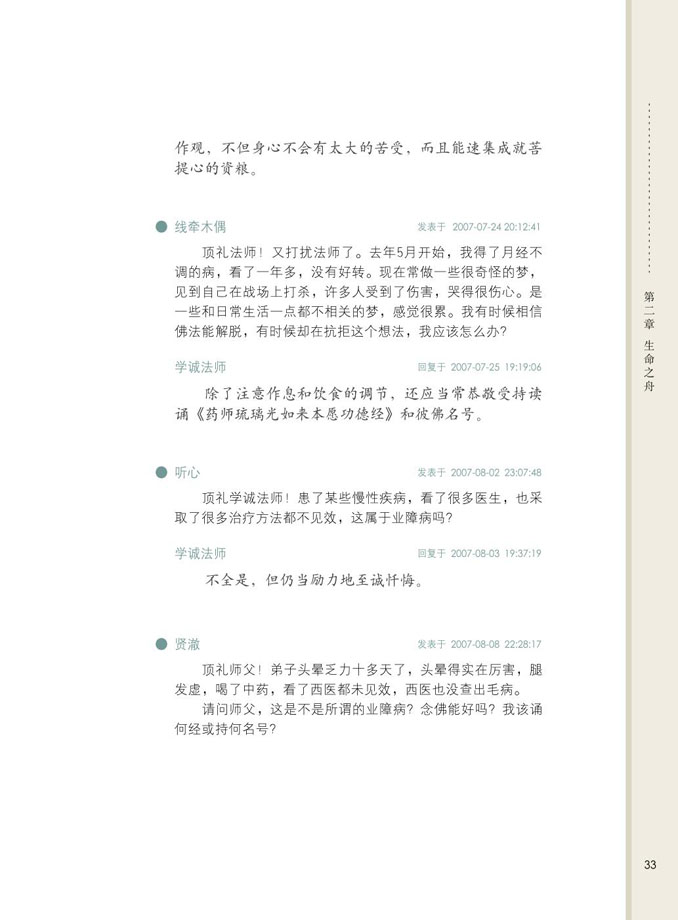 作观，不但身心不会有太大的苦受，而且能速集成就菩
提心的资粮。
线牵木偶 发表于 2007-07-24 20:12:41
顶礼法师！又打扰法师了。去年5月开始，我得了月经不
调的病，看了一年多，没有好转。现在常做一些很奇怪的梦，
见到自己在战场上打杀，许多人受到了伤害，哭得很伤心。是
一些和日常生活一点都不相关的梦，感觉很累。我有时候相信
佛法能解脱，有时候却在抗拒这个想法，我应该怎么办？
学诚法师 回复于 2007-07-25 19:19:06
除了注意作息和饮食的调节，还应当常恭敬受持读
诵《药师琉璃光如来本愿功德经》和彼佛名号。
听心 发表于 2007-08-02 23:07:48
顶礼学诚法师！患了某些慢性疾病，看了很多医生，也采
取了很多治疗方法都不见效，这属于业障病吗？
学诚法师 回复于 2007-08-03 19:37:19
不全是，但仍当励力地至诚忏悔。
贤澈 发表于 2007-08-08 22:28:17
顶礼师父！弟子头晕乏力十多天了，头晕得实在厉害，腿
发虚，喝了中药，看了西医都未见效，西医也没查出毛病。
请问师父，这是不是所谓的业障病？念佛能好吗？我该诵
何经或持何名号？
第二章 生命之舟
33